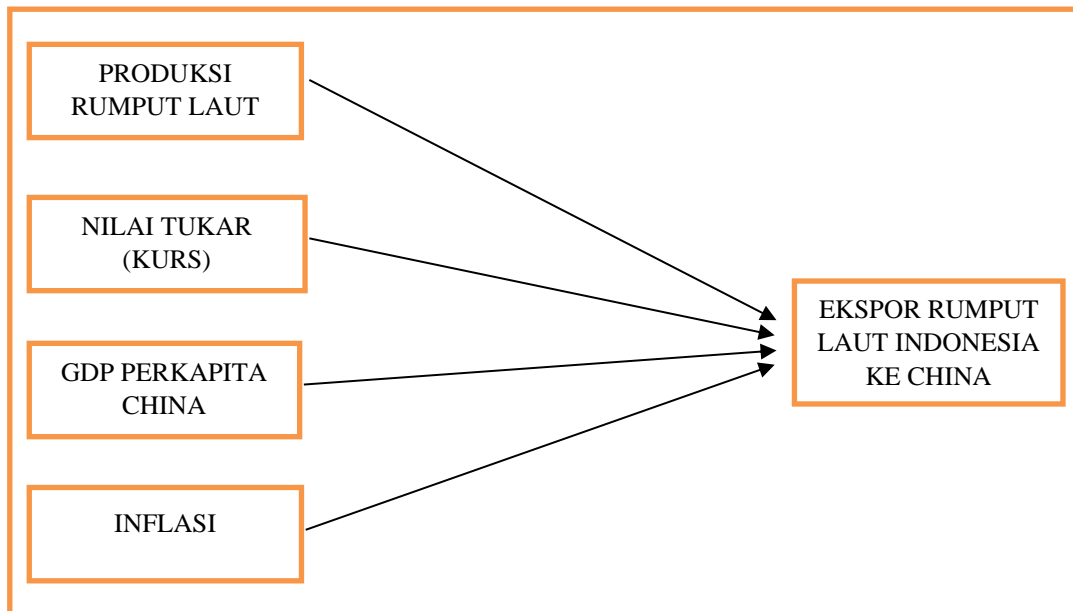 PRODUKSI
RUMPUT LAUT
NILAI TUKAR
(KURS)
GDP PERKAPITA
CHINA
INFLASI
EKSPOR RUMPUT
LAUT INDONESIA
KE CHINA